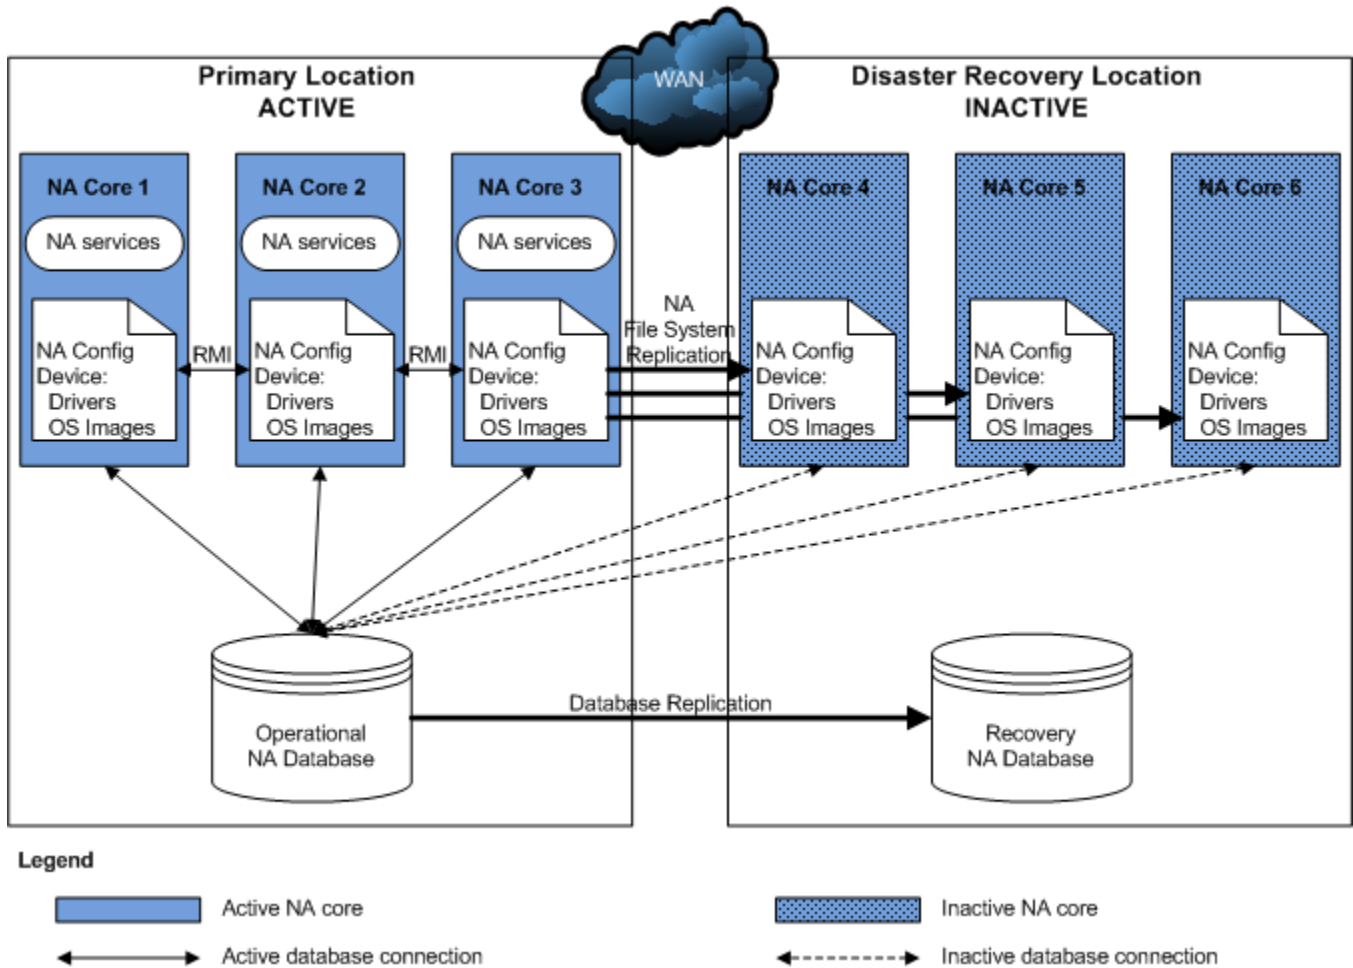 WAN
Primary Location
ACTIVE
Disaster Recovery Location
INACTIVE
NA Core 1
NA Core 2
NA Core 3
NA Core 4
NA Core 5
NA Core 6
NA services
NA services
NA services
NA Config
Device:
Drivers
OS Images
RMI
NA Config
Device:
Drivers
OS Images
RMI
NA Config
Device:
Drivers
OS Images
NA
File System
Replication
NA Config
Device:
Drivers
OS Images
NA Config
Device:
Drivers
OS Images
NA Config
Device:
Drivers
OS Images
Operational
NA Database
Database Replication
Recovery
NA Database
Legend
Active NA core
Inactive NA core
Active database connection
Inactive database connection